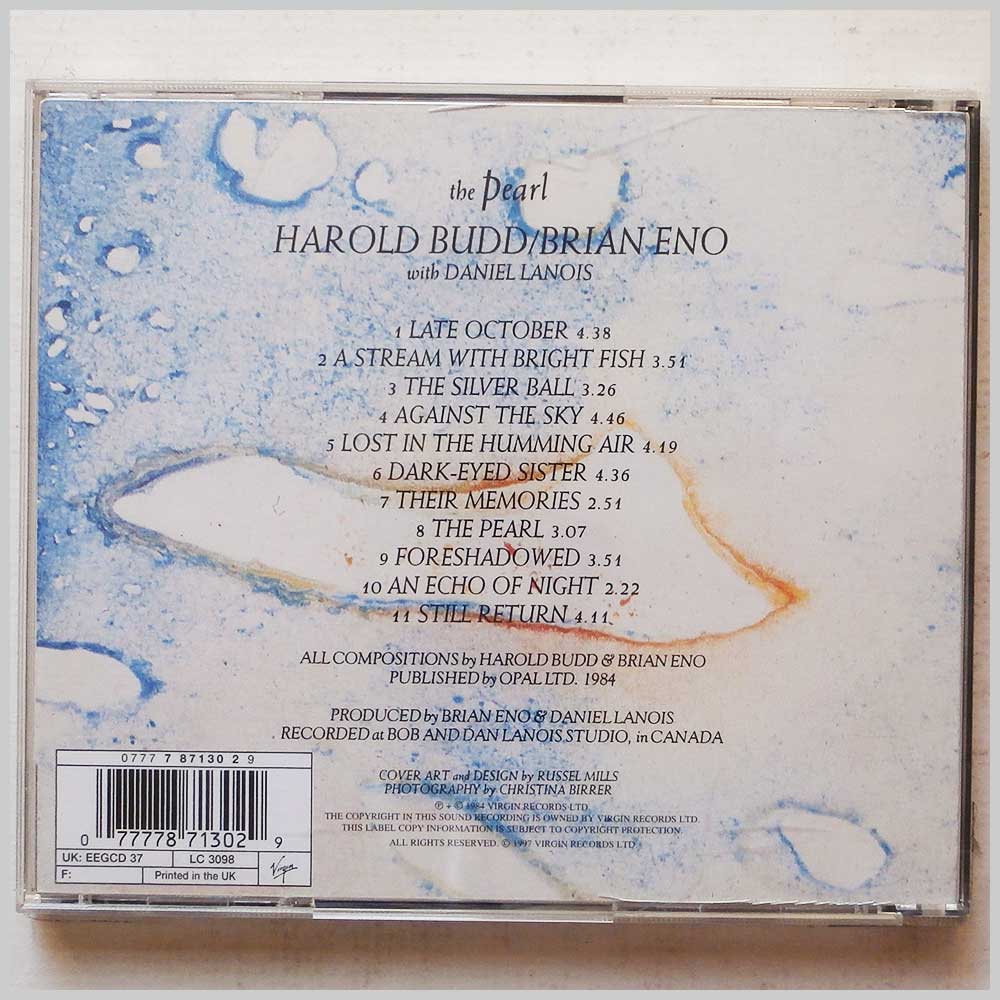 the pearl
HAROLD BUDD/BRIAN ENO
with DANIEL LANOIS
1 LATE OCTOBER 4.38
2 A STREAM WITH BRIGHT FISH 3.51
3 THE SILVER BALL 3.26
4 AGAINST THE SKY 4.46
5 LOST IN THE HUMMING AIR 4.19
6 DARK-EYED SISTER 4.36
7 THEIR MEMORIES 2.51
8 THE PEARL 3.07
9 FORESHADOWED 3.51
10 AN ECHO OF NIGHT 2.22
11 STILL RETURN 4.11
ALL COMPOSITIONS by HAROLD BUDD & BRIAN ENO
PUBLISHED by OPAL LTD. 1984
PRODUCED by BRIAN ENO & DANIEL LANOIS
RECORDED at BOB AND DAN LANOIS STUDIO, in CANADA
COVER ART and DESIGN by RUSSEL MILLS
PHOTOGRAPHY by CHRISTINA BIRRER
℗ + © 1984 VIRGIN RECORDS LTD.
THE COPYRIGHT IN THIS SOUND RECORDING IS OWNED BY VIRGIN RECORDS LTD.
THIS LABEL COPY INFORMATION IS SUBJECT TO COPYRIGHT PROTECTION.
ALL RIGHTS RESERVED. © 1997 VIRGIN RECORDS LTD
0777 7 87130 2 9
0 77778 71302 9
UK: EEGCD 37
LC 3098
F:
Printed in the UK
Virgin